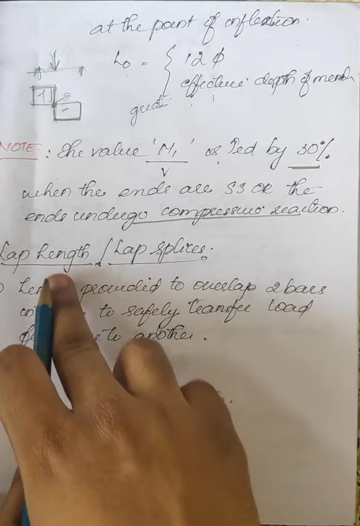 at the point of inflection.
Lo = { 12 φ
effective depth of member
greater
NOTE: The value 'M1/V' is ↑ed by 30%
when the ends are SS or the
ends undergo compressive reaction.
Lap Length / Lap splices:
provided to overlap 2 bars
to safely transfer load
to another.